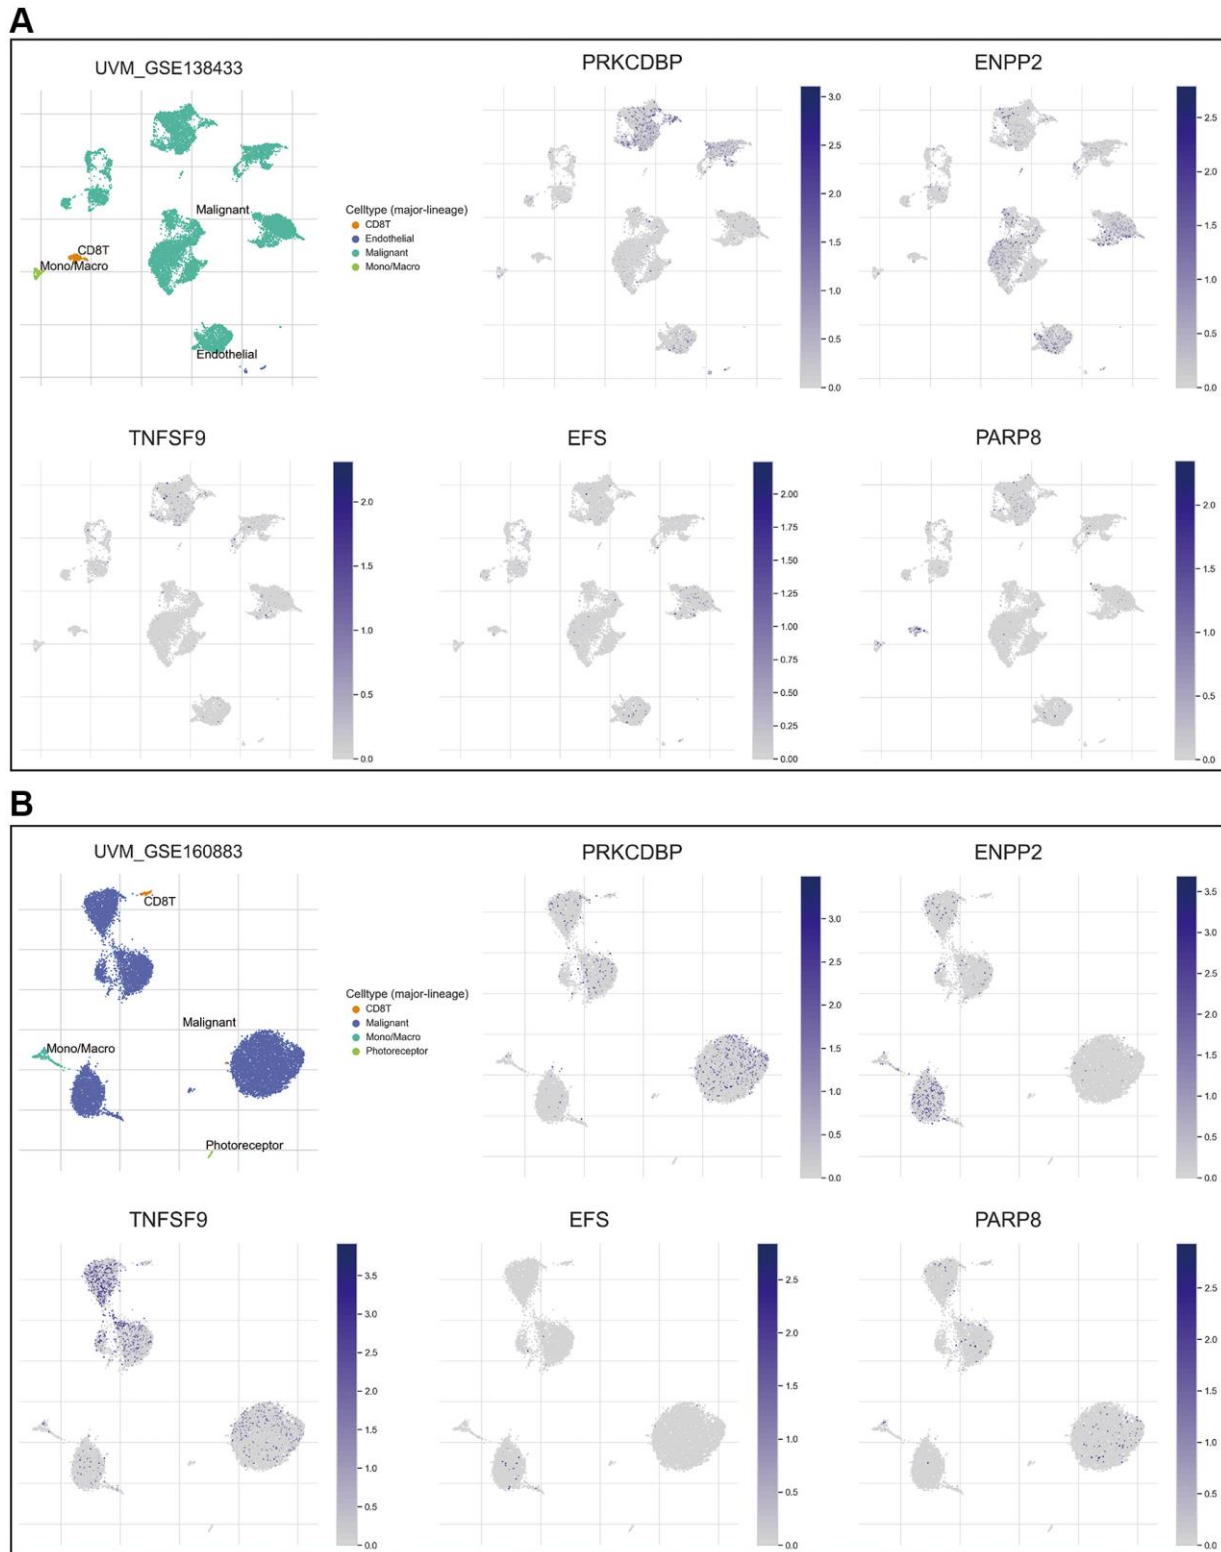 A
UVM_GSE138433
PRKCDBP
ENPP2
Malignant
CD8T
Mono/Macro
Endothelial
Celltype (major-lineage)
CD8T
Endothelial
Malignant
Mono/Macro
3.0
2.5
2.0
1.5
1.0
0.5
0.0
2.5
2.0
1.5
1.0
0.5
0.0
TNFSF9
EFS
PARP8
2.0
1.5
1.0
0.5
0.0
2.00
1.75
1.50
1.25
1.00
0.75
0.50
0.25
0.00
2.0
1.5
1.0
0.5
0.0
B
UVM_GSE160883
PRKCDBP
ENPP2
CD8T
Malignant
Mono/Macro
Photoreceptor
Celltype (major-lineage)
CD8T
Malignant
Mono/Macro
Photoreceptor
3.0
2.5
2.0
1.5
1.0
0.5
0.0
3.5
3.0
2.5
2.0
1.5
1.0
0.5
0.0
TNFSF9
EFS
PARP8
3.5
3.0
2.5
2.0
1.5
1.0
0.5
0.0
2.5
2.0
1.5
1.0
0.5
0.0
2.5
2.0
1.5
1.0
0.5
0.0